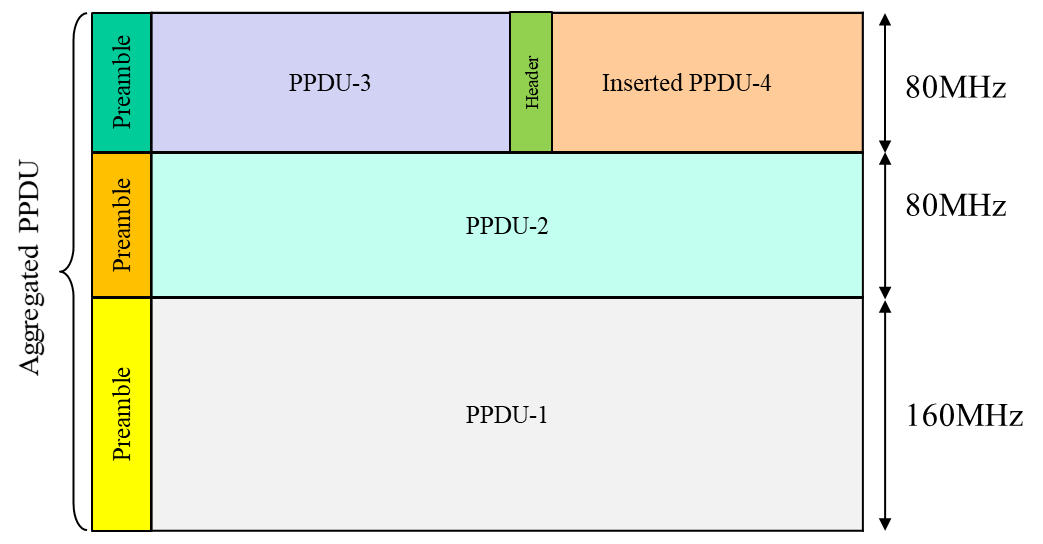 Aggregated PPDU
Preamble
PPDU-3
Header
Inserted PPDU-4
80MHz
Preamble
PPDU-2
80MHz
Preamble
PPDU-1
160MHz